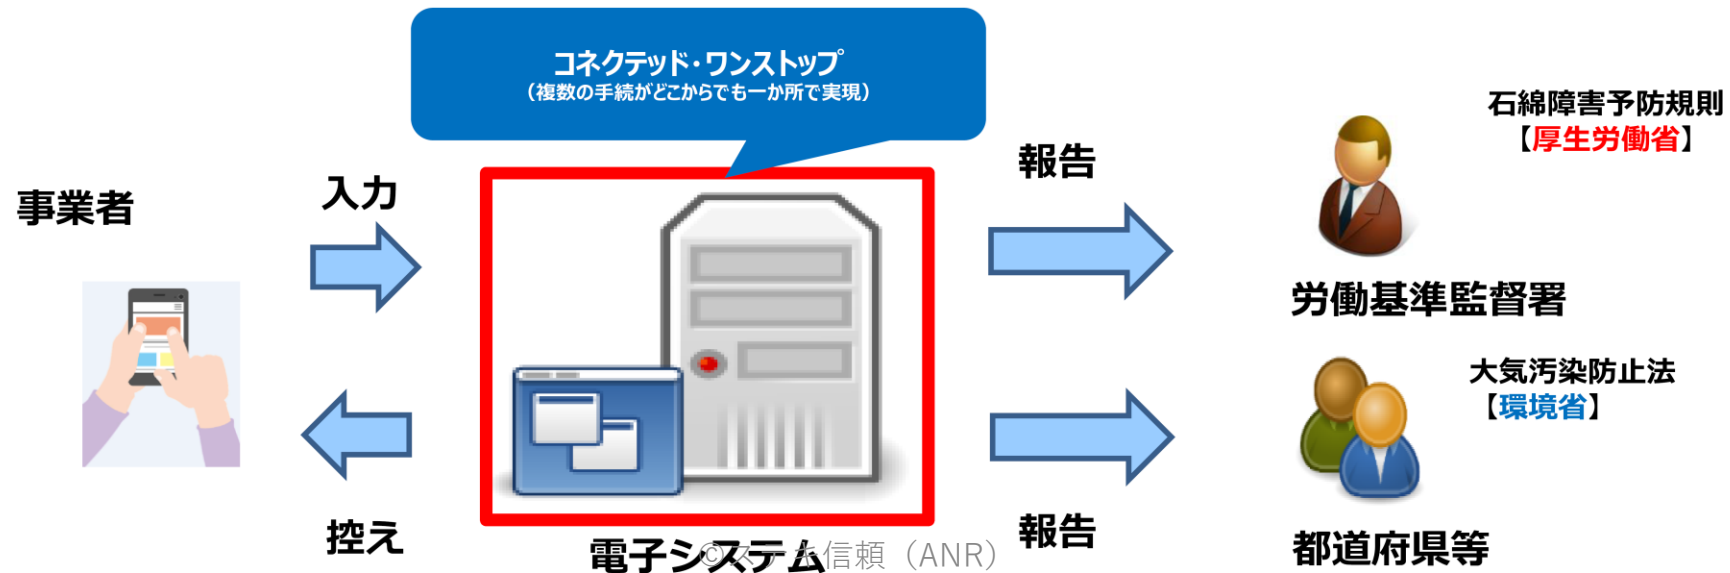 コネクテッド・ワンストップ
（複数の手続がどこからでも一か所で実現）
事業者
入力
控え
電子システム
報告
報告
石綿障害予防規則
【厚生労働省】
労働基準監督署
大気汚染防止法
【環境省】
都道府県等
信頼（ANR）